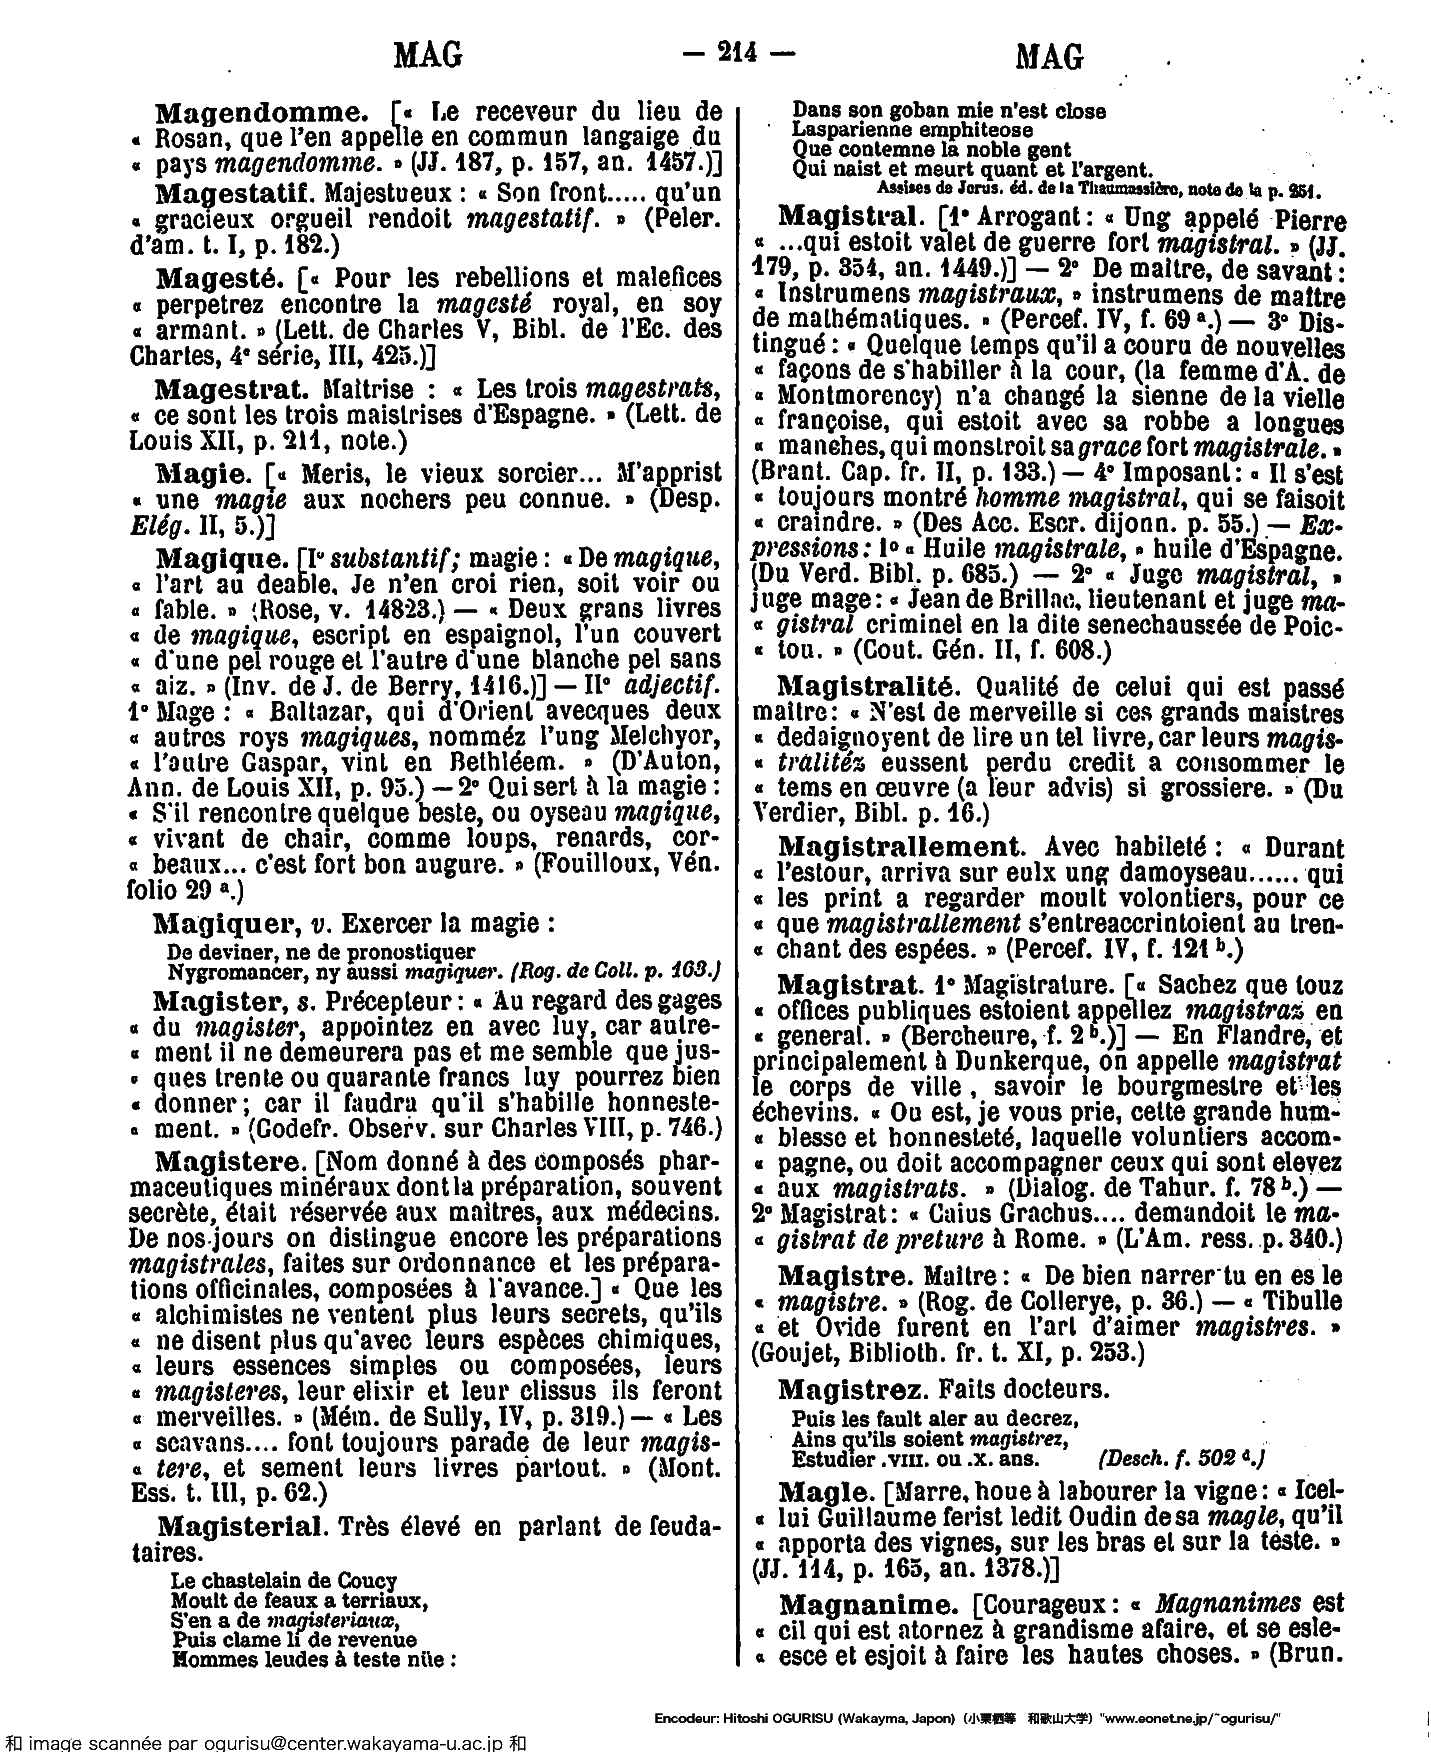 MAG — 214 — MAG
Magendomme. [« Le receveur du lieu de
« Rosan, que l'en appelle en commun langaige du
« pays magendomme. » (JJ. 187, p. 157, an. 1457.)]
Magestatif. Majestueux : « Son front..... qu'un
« gracieux orgueil rendoit magestatif. » (Peler.
d'am. t. I, p. 182.)
Magesté. [« Pour les rebellions et malefices
« perpetrez encontre la magesté royal, en soy
« armant. » (Lett. de Charles V, Bibl. de l'Ec. des
Chartes, 4e série, III, 425.)]
Magestrat. Maîtrise : « Les trois magestrats,
« ce sont les trois maistrises d'Espagne. » (Lett. de
Louis XII, p. 211, note.)
Magie. [« Meris, le vieux sorcier... M'apprist
« une magie aux nochers peu connue. » (Desp.
Elég. II, 5.)]
Magique. [I° substantif; magie : « De magique,
« l'art au deable, Je n'en croi rien, soit voir ou
« fable. » (Rose, v. 14823.) — « Deux grans livres
« de magique, escript en espaignol, l'un couvert
« d'une pel rouge et l'autre d'une blanche pel sans
« aiz. » (Inv. de J. de Berry, 1416.)] — II° adjectif.
1° Mage : « Baltazar, qui d'Orient avecques deux
« autres roys magiques, nomméz l'ung Melchyor,
« l'autre Gaspar, vint en Bethléem. » (D'Auton,
Ann. de Louis XII, p. 95.) — 2° Qui sert à la magie :
« S'il rencontre quelque beste, ou oyseau magique,
« vivant de chair, comme loups, renards, cor-
« beaux... c'est fort bon augure. » (Fouilloux, Vén.
folio 29 a.)
Magiquer, v. Exercer la magie :
De deviner, ne de pronostiquer
Nygromancer, ny aussi magiquer. (Rog. de Coll. p. 163.)
Magister, s. Précepteur : « Au regard des gages
« du magister, appointez en avec luy, car autre-
« ment il ne demeurera pas et me semble que jus-
« ques trente ou quarante francs luy pourrez bien
« donner ; car il faudra qu'il s'habille honneste-
« ment. » (Godefr. Observ. sur Charles VIII, p. 746.)
Magistere. [Nom donné à des composés phar-
maceutiques minéraux dont la préparation, souvent
secrète, était réservée aux maîtres, aux médecins.
De nos jours on distingue encore les préparations
magistrales, faites sur ordonnance et les prépara-
tions officinales, composées à l'avance.] « Que les
« alchimistes ne ventent plus leurs secrets, qu'ils
« ne disent plus qu'avec leurs espèces chimiques,
« leurs essences simples ou composées, leurs
« magisteres, leur elixir et leur clissus ils feront
« merveilles. » (Mém. de Sully, IV, p. 319.) — « Les
« scavans.... font toujours parade de leur magis-
« tere, et sement leurs livres partout. » (Mont.
Ess. t. III, p. 62.)
Magisterial. Très élevé en parlant de feuda-
taires.
Le chastelain de Coucy
Moult de feaux a terriaux,
S'en a de magisteriaux,
Puis clame li de revenue
Hommes leudes à teste nüe :
Dans son goban mie n'est close
Lasparienne emphiteose
Que contemne la noble gent
Qui naist et meurt quant et l'argent.
Assises de Jerus. éd. de la Thaumassière, note de la p. 251.
Magistral. [1° Arrogant : « Ung appelé Pierre
« ...qui estoit valet de guerre fort magistral. » (JJ.
179, p. 354, an. 1449.)] — 2° De maître, de savant :
« Instrumens magistraux, » instrumens de maître
de mathématiques. » (Percef. IV, f. 69 a.) — 3° Dis-
tingué : « Quelque temps qu'il a couru de nouvelles
« façons de s'habiller à la cour, (la femme d'A. de
« Montmorency) n'a changé la sienne de la vielle
« françoise, qui estoit avec sa robbe a longues
« manches, qui monstroit sa grace fort magistrale. »
(Brant. Cap. fr. II, p. 133.) — 4° Imposant : « Il s'est
« toujours montré homme magistral, qui se faisoit
« craindre. » (Des Acc. Escr. dijonn. p. 55.) — Ex-
pressions : 1° « Huile magistrale, » huile d'Espagne.
(Du Verd. Bibl. p. 685.) — 2° « Juge magistral, »
juge mage : « Jean de Brillac, lieutenant et juge ma-
« gistral criminel en la dite senechaussée de Poic-
« tou. » (Cout. Gén. II, f. 608.)
Magistralité. Qualité de celui qui est passé
maître : « N'est de merveille si ces grands maistres
« dedaignoyent de lire un tel livre, car leurs magis-
« tralitéz eussent perdu credit a consommer le
« tems en œuvre (a leur advis) si grossiere. » (Du
Verdier, Bibl. p. 16.)
Magistrallement. Avec habileté : « Durant
« l'estour, arriva sur eulx ung damoyseau...... qui
« les print a regarder moult volontiers, pour ce
« que magistrallement s'entreaccrintoient au tren-
« chant des espées. » (Percef. IV, f. 121 b.)
Magistrat. 1° Magistrature. [« Sachez que touz
« offices publiques estoient appellez magistraz en
« general. » (Bercheure, f. 2 b.)] — En Flandre, et
principalement à Dunkerque, on appelle magistrat
le corps de ville, savoir le bourgmestre et les
échevins. « Ou est, je vous prie, cette grande hum-
« blesse et honnesteté, laquelle voluntiers accom-
« pagne, ou doit accompagner ceux qui sont elevez
« aux magistrats. » (Dialog. de Tahur. f. 78 b.) —
2° Magistrat : « Caius Grachus.... demandoit le ma-
« gistrat de preture à Rome. » (L'Am. ress. p. 340.)
Magistre. Maître : « De bien narrer tu en es le
« magistre. » (Rog. de Collerye, p. 36.) — « Tibulle
« et Ovide furent en l'art d'aimer magistres. »
(Goujet, Biblioth. fr. t. XI, p. 253.)
Magistrez. Faits docteurs.
Puis les fault aler au decrez,
Ains qu'ils soient magistrez,
Estudier .VIII. ou .X. ans. (Desch. f. 502 d.)
Magle. [Marre, houe à labourer la vigne : « Icel-
« lui Guillaume ferist ledit Oudin de sa magle, qu'il
« apporta des vignes, sur les bras et sur la teste. »
(JJ. 114, p. 165, an. 1378.)]
Magnanime. [Courageux : « Magnanimes est
« cil qui est atornez à grandisme afaire, et se esle-
« esce et esjoit à faire les hautes choses. » (Brun.
Encodeur: Hitoshi OGURISU (Wakayma, Japon) (小栗栖等 和歌山大学) "www.eonet.ne.jp/~ogurisu/"
和 image scannée par ogurisu@center.wakayama-u.ac.jp 和